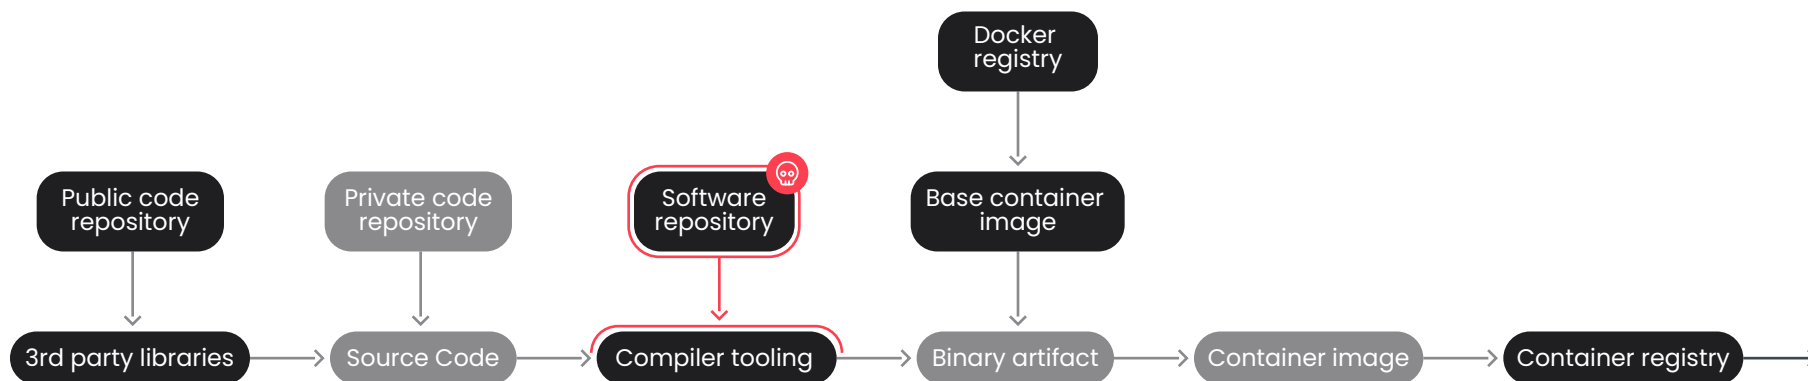 Docker
registry
Public code
repository
Private code
repository
Software
repository
Base container
image
3rd party libraries
Source Code
Compiler tooling
Binary artifact
Container image
Container registry